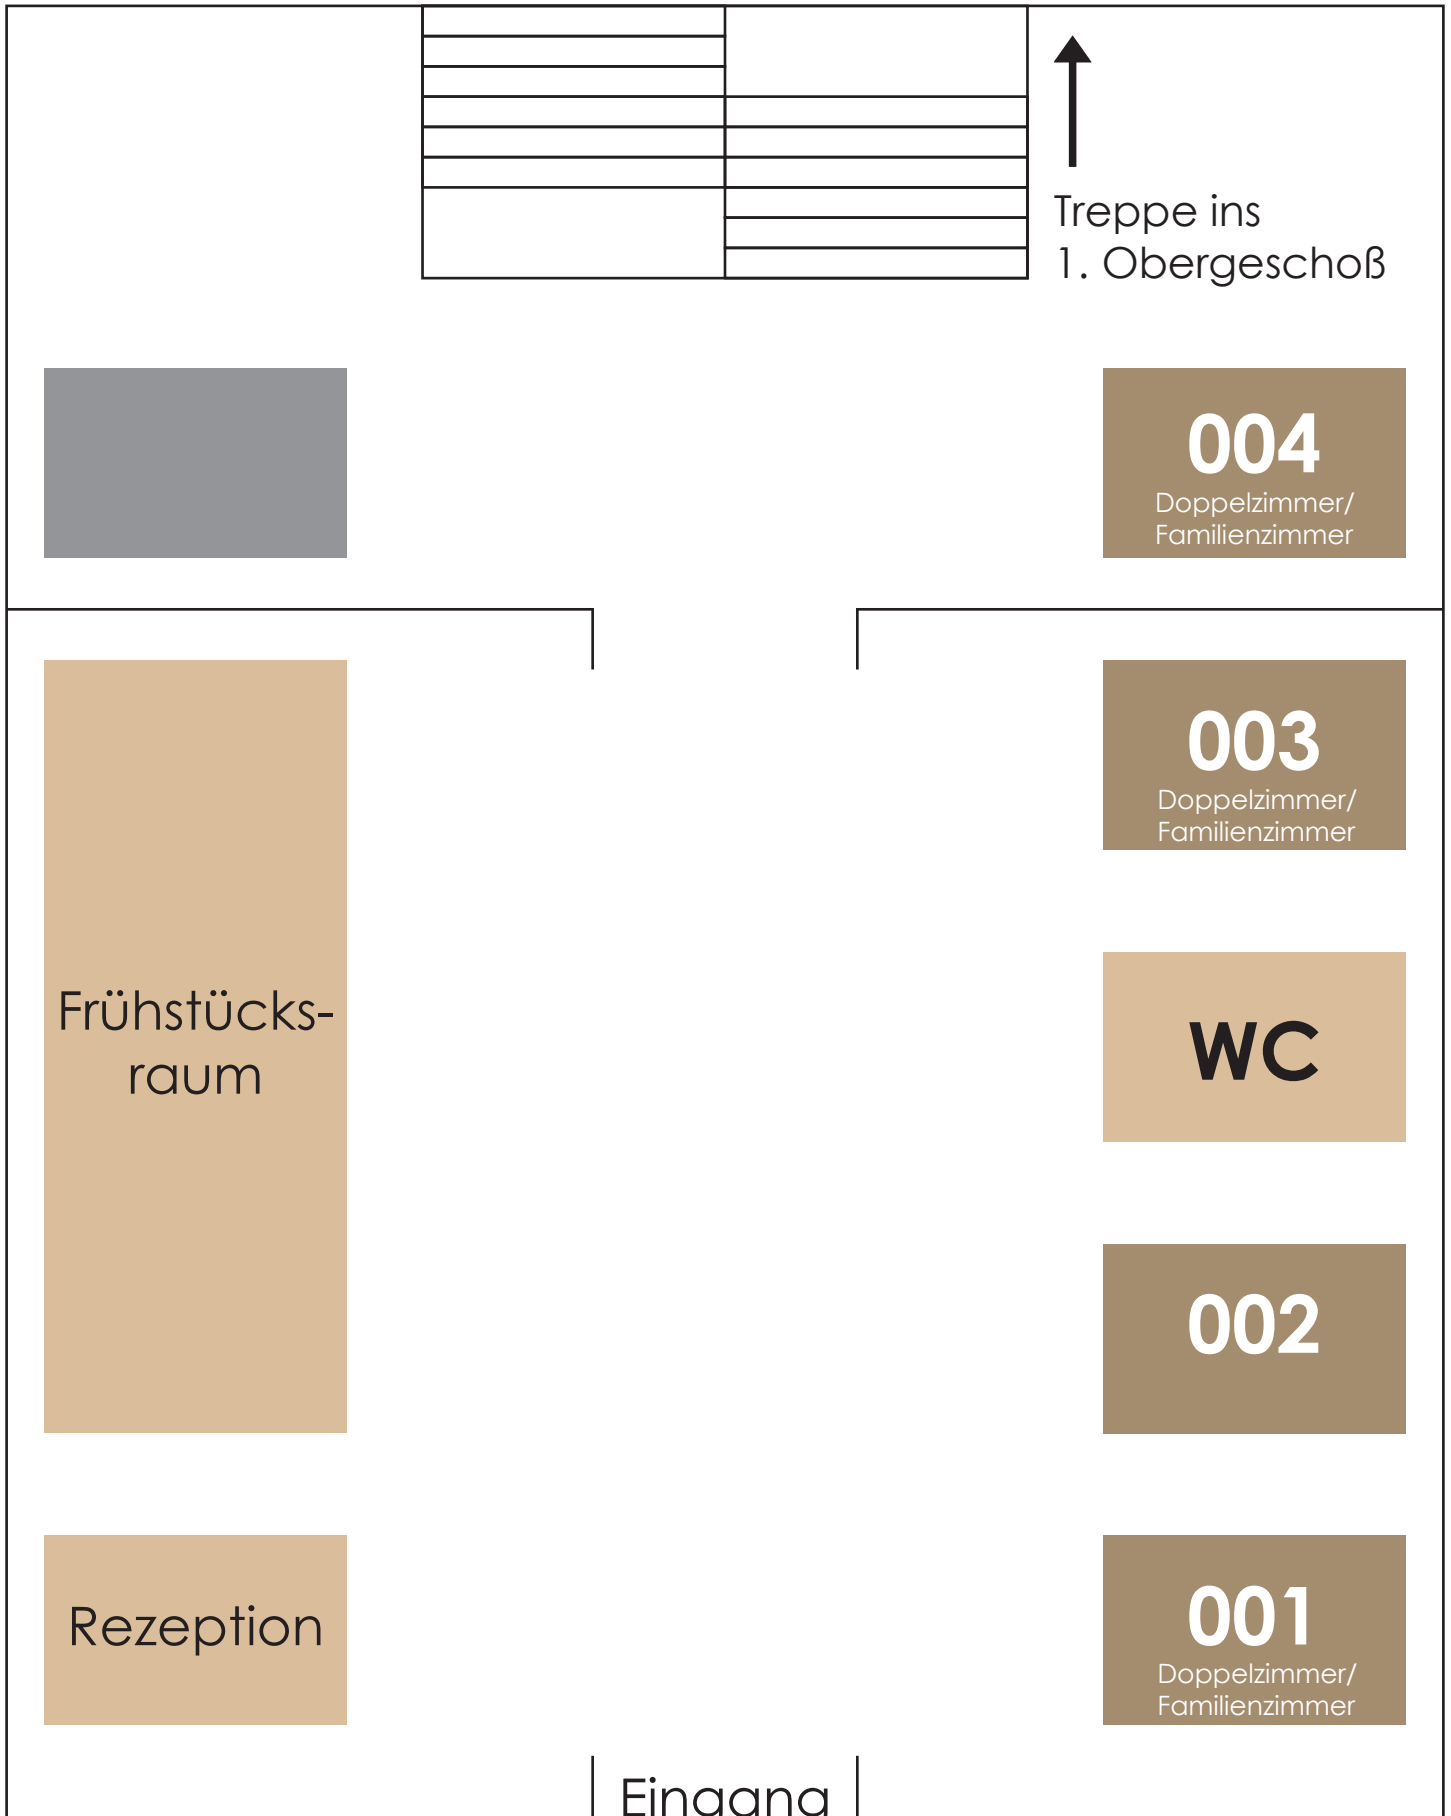 Treppe ins
1. Obergeschoß
004
Doppelzimmer/
Familienzimmer
003
Doppelzimmer/
Familienzimmer
Frühstücks-
raum
WC
002
Rezeption
001
Doppelzimmer/
Familienzimmer
Eingang